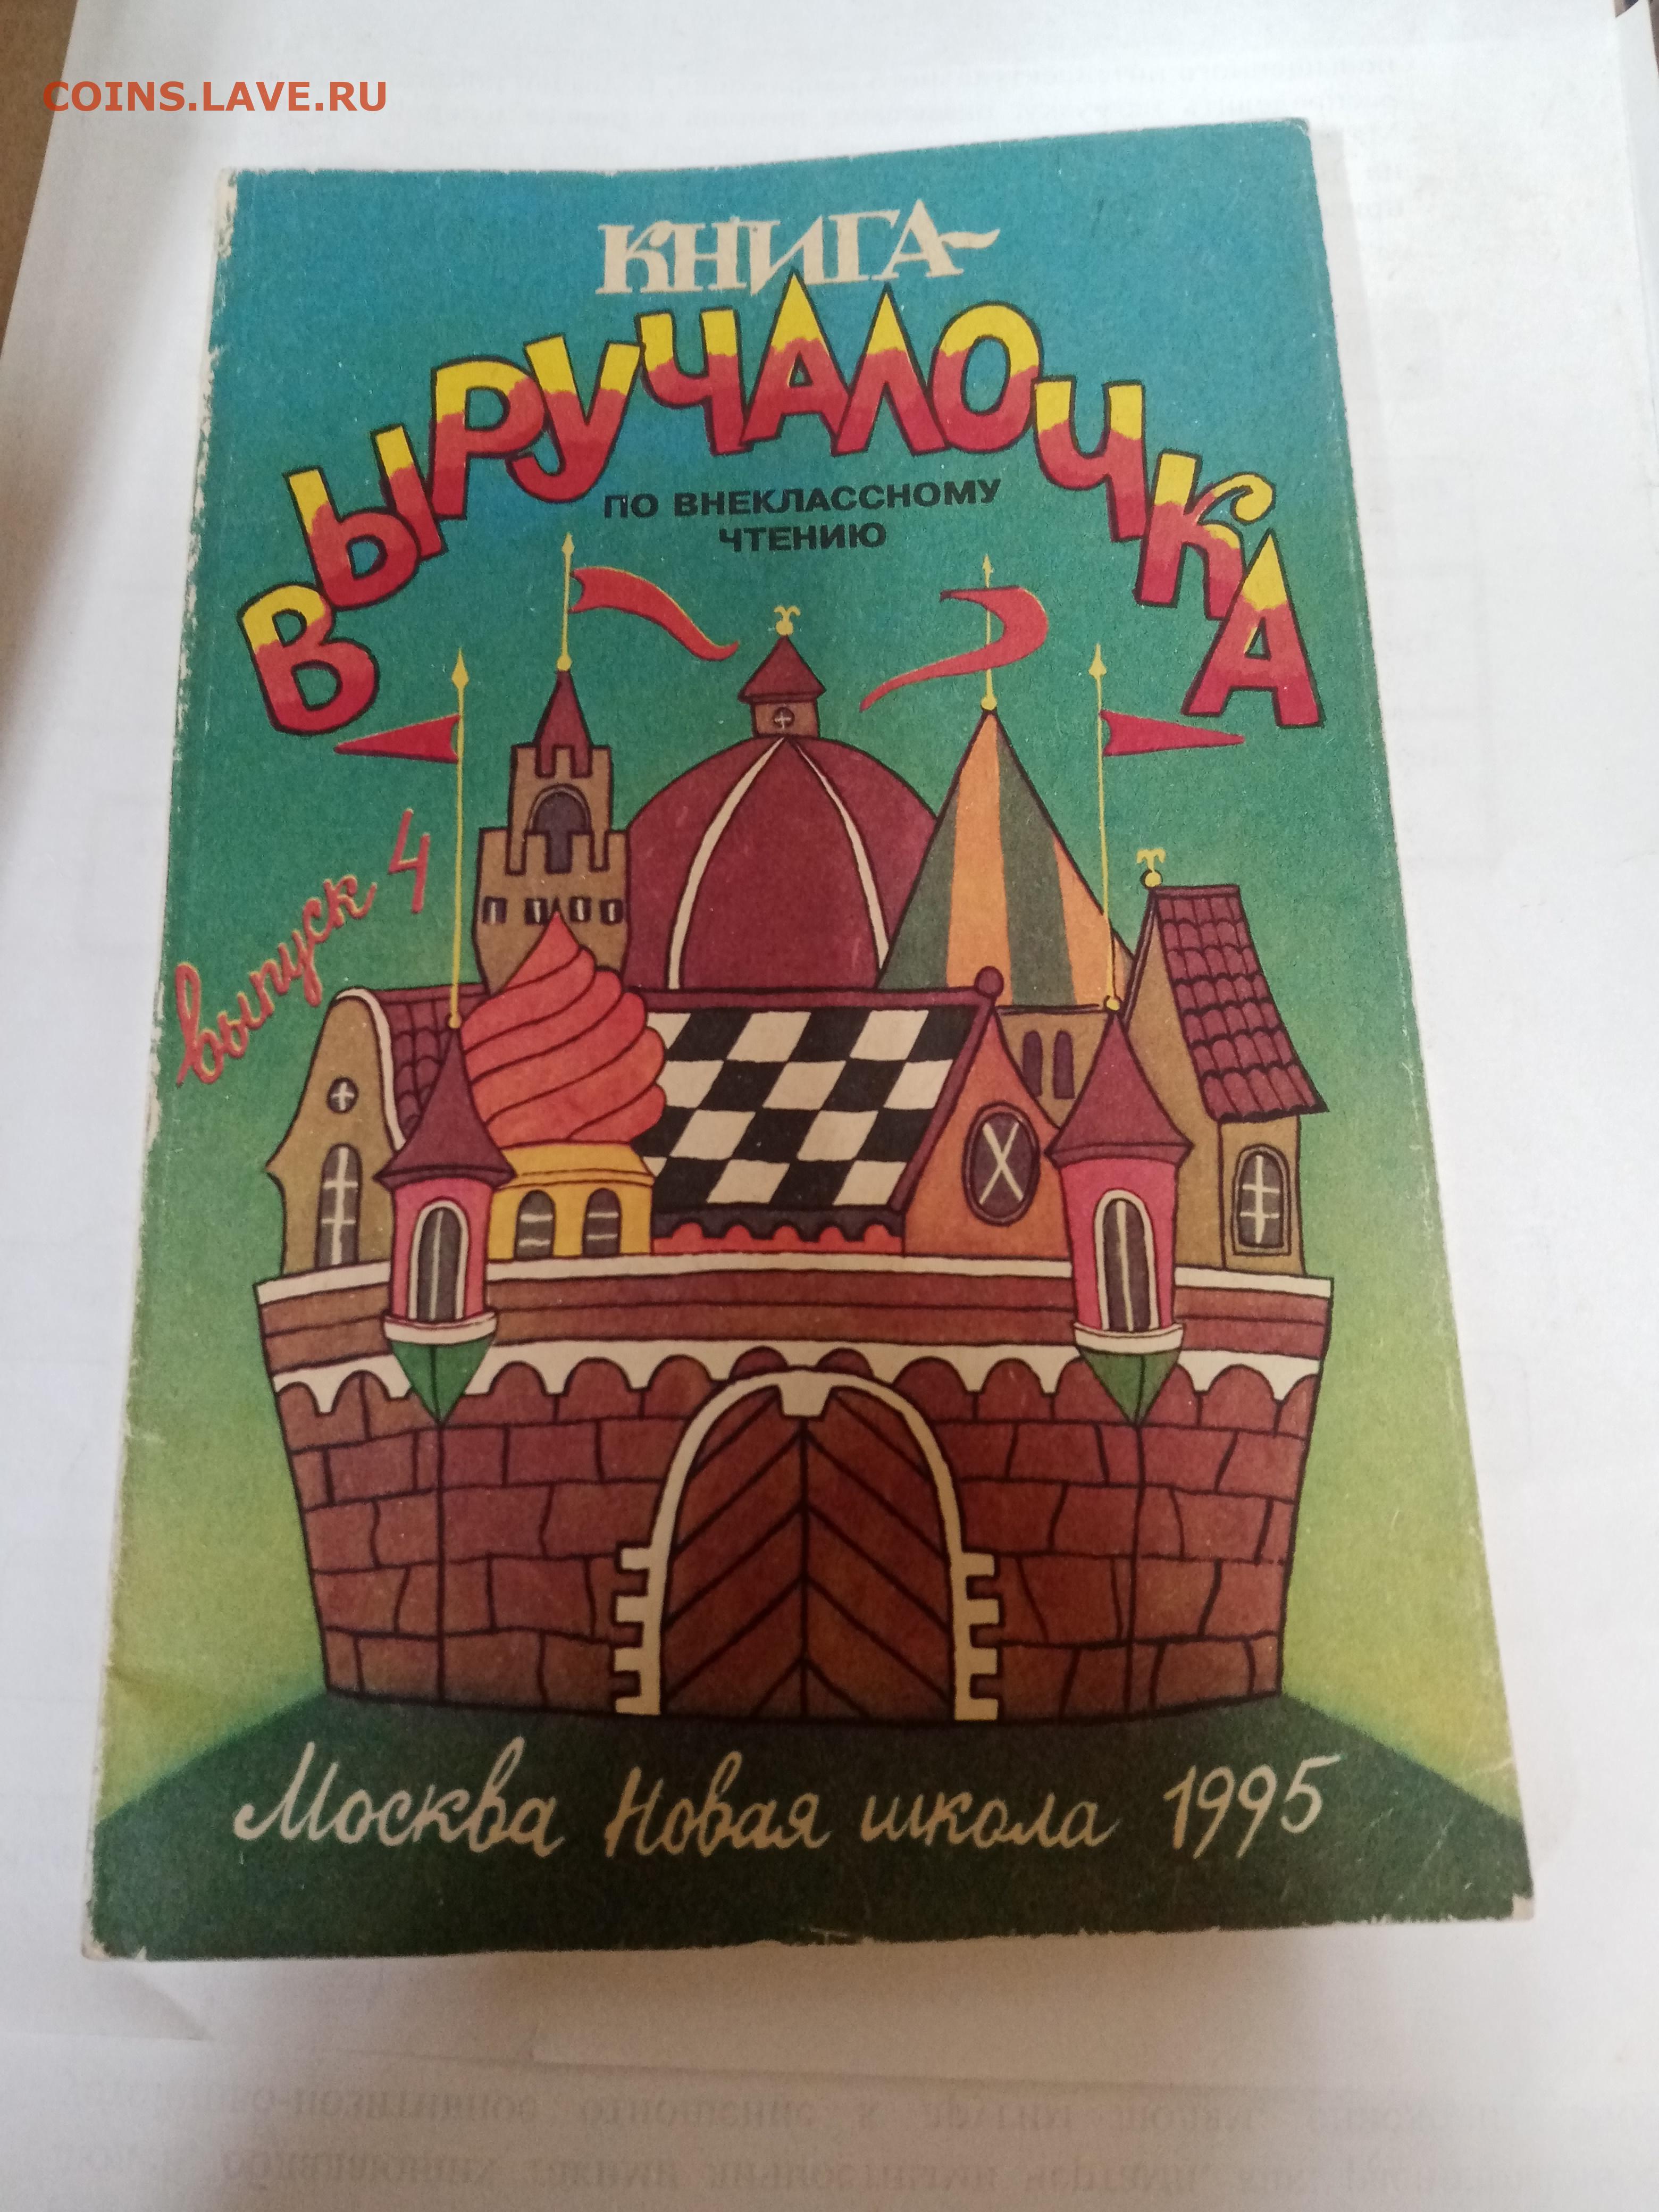 COINS.LAVE.RU
КНИГА-
ВЫРУЧАЛОЧКА
ПО ВНЕКЛАССНОМУ
ЧТЕНИЮ
выпуск 4
Москва Новая школа 1995